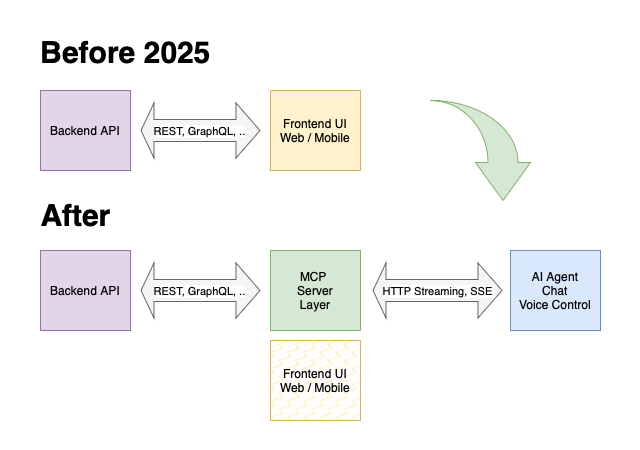 Before 2025
Backend API
REST, GraphQL, ..
Frontend UI
Web / Mobile
After
Backend API
REST, GraphQL, ..
MCP
Server
Layer
HTTP Streaming, SSE
AI Agent
Chat
Voice Control
Frontend UI
Web / Mobile